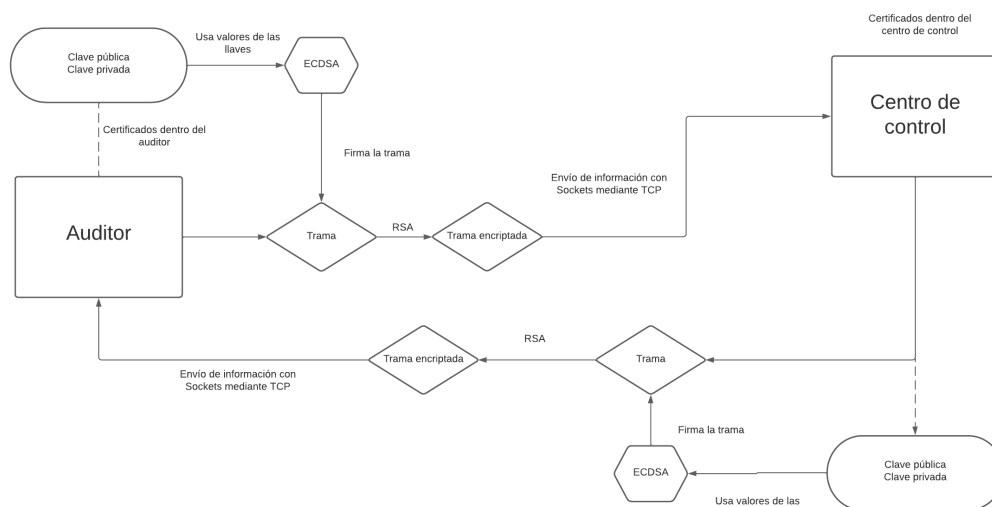 Certificados dentro del
centro de control
Usa valores de las
llaves
Clave pública
Clave privada
ECDSA
Centro de
control
Certificados dentro del
auditor
Firma la trama
Envío de información con
Sockets mediante TCP
Auditor
Trama
RSA
Trama encriptada
RSA
Trama encriptada
Trama
Envío de información con
Sockets mediante TCP
Firma la trama
ECDSA
Clave pública
Clave privada
Usa valores de las